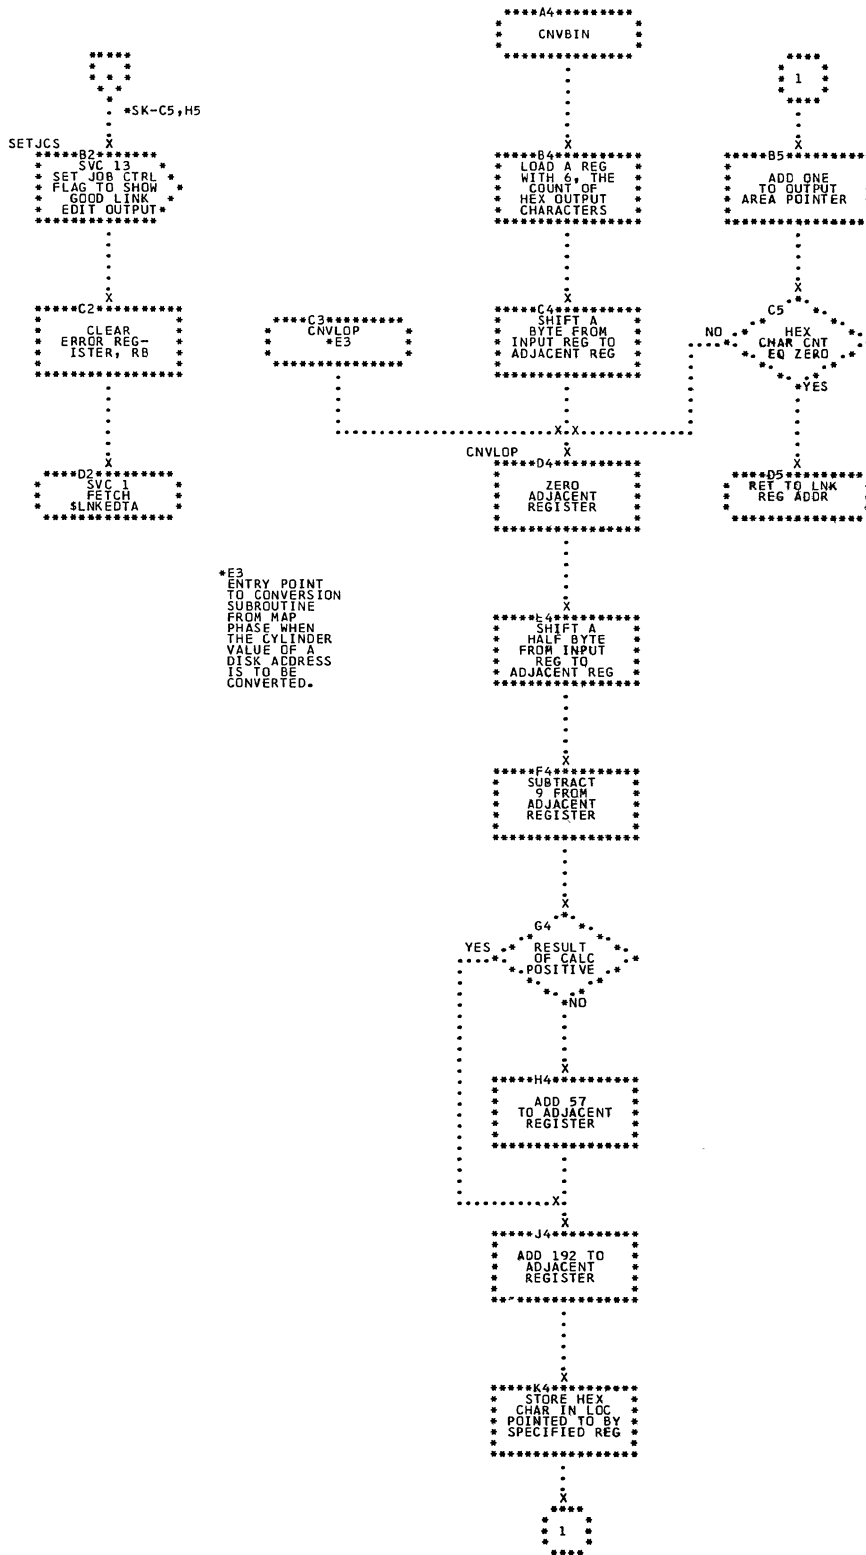 *SK-C5,H5
SETJCS
B2
SVC 13
SET JOB CTRL
FLAG TO SHOW
GOOD LINK
EDIT OUTPUT
C2
CLEAR
ERROR REG-
ISTER, RB
D2
SVC 1
FETCH
$LNKEDTA
C3
CNVLOP
*E3
*E3
ENTRY POINT
TO CONVERSION
SUBROUTINE
FROM MAP
PHASE WHEN
THE CYLINDER
VALUE OF A
DISK ADDRESS
IS TO BE
CONVERTED.
A4
CNVBIN
B4
LOAD A REG
WITH 6, THE
COUNT OF
HEX OUTPUT
CHARACTERS
C4
SHIFT A
BYTE FROM
INPUT REG TO
ADJACENT REG
CNVLOP
D4
ZERO
ADJACENT
REGISTER
E4
SHIFT A
HALF BYTE
FROM INPUT
REG TO
ADJACENT REG
F4
SUBTRACT
9 FROM
ADJACENT
REGISTER
G4
YES
RESULT
OF CALC
POSITIVE
*NO
H4
ADD 57
TO ADJACENT
REGISTER
J4
ADD 192 TO
ADJACENT
REGISTER
K4
STORE HEX
CHAR IN LOC
POINTED TO BY
SPECIFIED REG
1
1
B5
ADD ONE
TO OUTPUT
AREA POINTER
C5
NO
HEX
CHAR CNT
EQ ZERO
*YES
D5
RET TO LNK
REG ADDR